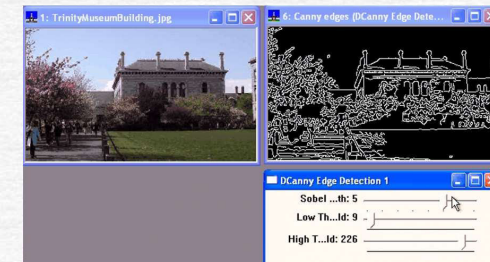 1: TrinityMuseumBuilding.jpg
6: Canny edges (DCanny Edge Dete...
DCanny Edge Detection 1
Sobel ...th: 5
Low Th...ld: 9
High T...ld: 226